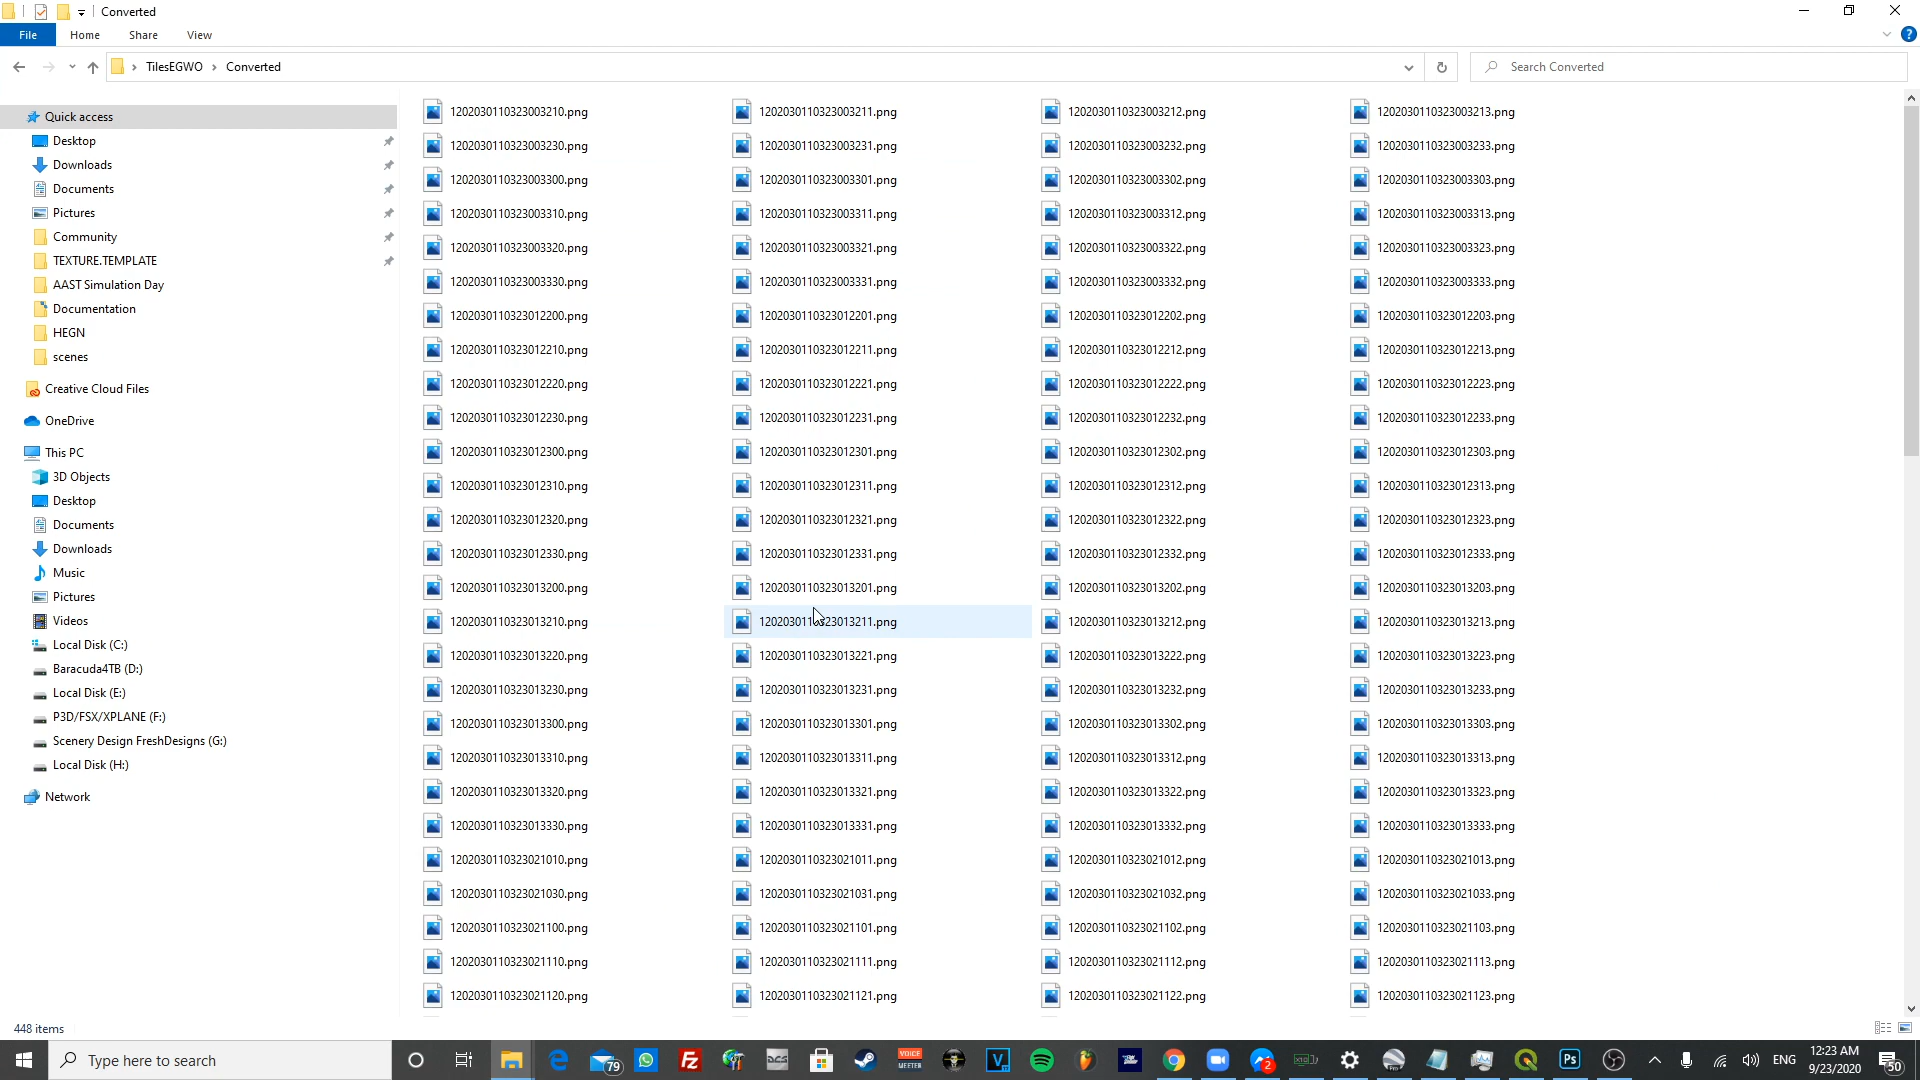 Converted
File
Home
Share
View
TilesEGWO
Converted
Search Converted
Quick access
Desktop
Downloads
Documents
Pictures
Community
TEXTURE.TEMPLATE
AAST Simulation Day
Documentation
HEGN
scenes
Creative Cloud Files
OneDrive
This PC
3D Objects
Desktop
Documents
Downloads
Music
Pictures
Videos
Local Disk (C:)
Baracuda4TB (D:)
Local Disk (E:)
P3D/FSX/XPLANE (F:)
Scenery Design FreshDesigns (G:)
Local Disk (H:)
Network
1202030110323003210.png 1202030110323003211.png 1202030110323003212.png 1202030110323003213.png
1202030110323003230.png 1202030110323003231.png 1202030110323003232.png 1202030110323003233.png
1202030110323003300.png 1202030110323003301.png 1202030110323003302.png 1202030110323003303.png
1202030110323003310.png 1202030110323003311.png 1202030110323003312.png 1202030110323003313.png
1202030110323003320.png 1202030110323003321.png 1202030110323003322.png 1202030110323003323.png
1202030110323003330.png 1202030110323003331.png 1202030110323003332.png 1202030110323003333.png
1202030110323012200.png 1202030110323012201.png 1202030110323012202.png 1202030110323012203.png
1202030110323012210.png 1202030110323012211.png 1202030110323012212.png 1202030110323012213.png
1202030110323012220.png 1202030110323012221.png 1202030110323012222.png 1202030110323012223.png
1202030110323012230.png 1202030110323012231.png 1202030110323012232.png 1202030110323012233.png
1202030110323012300.png 1202030110323012301.png 1202030110323012302.png 1202030110323012303.png
1202030110323012310.png 1202030110323012311.png 1202030110323012312.png 1202030110323012313.png
1202030110323012320.png 1202030110323012321.png 1202030110323012322.png 1202030110323012323.png
1202030110323012330.png 1202030110323012331.png 1202030110323012332.png 1202030110323012333.png
1202030110323013200.png 1202030110323013201.png 1202030110323013202.png 1202030110323013203.png
1202030110323013210.png 1202030110323013211.png 1202030110323013212.png 1202030110323013213.png
1202030110323013220.png 1202030110323013221.png 1202030110323013222.png 1202030110323013223.png
1202030110323013230.png 1202030110323013231.png 1202030110323013232.png 1202030110323013233.png
1202030110323013300.png 1202030110323013301.png 1202030110323013302.png 1202030110323013303.png
1202030110323013310.png 1202030110323013311.png 1202030110323013312.png 1202030110323013313.png
1202030110323013320.png 1202030110323013321.png 1202030110323013322.png 1202030110323013323.png
1202030110323013330.png 1202030110323013331.png 1202030110323013332.png 1202030110323013333.png
1202030110323021010.png 1202030110323021011.png 1202030110323021012.png 1202030110323021013.png
1202030110323021030.png 1202030110323021031.png 1202030110323021032.png 1202030110323021033.png
1202030110323021100.png 1202030110323021101.png 1202030110323021102.png 1202030110323021103.png
1202030110323021110.png 1202030110323021111.png 1202030110323021112.png 1202030110323021113.png
1202030110323021120.png 1202030110323021121.png 1202030110323021122.png 1202030110323021123.png
448 items
Type here to search
79
Fz
DCS
VOICE
MEETER
V
2
Ps
ENG
12:23 AM
9/23/2020
50